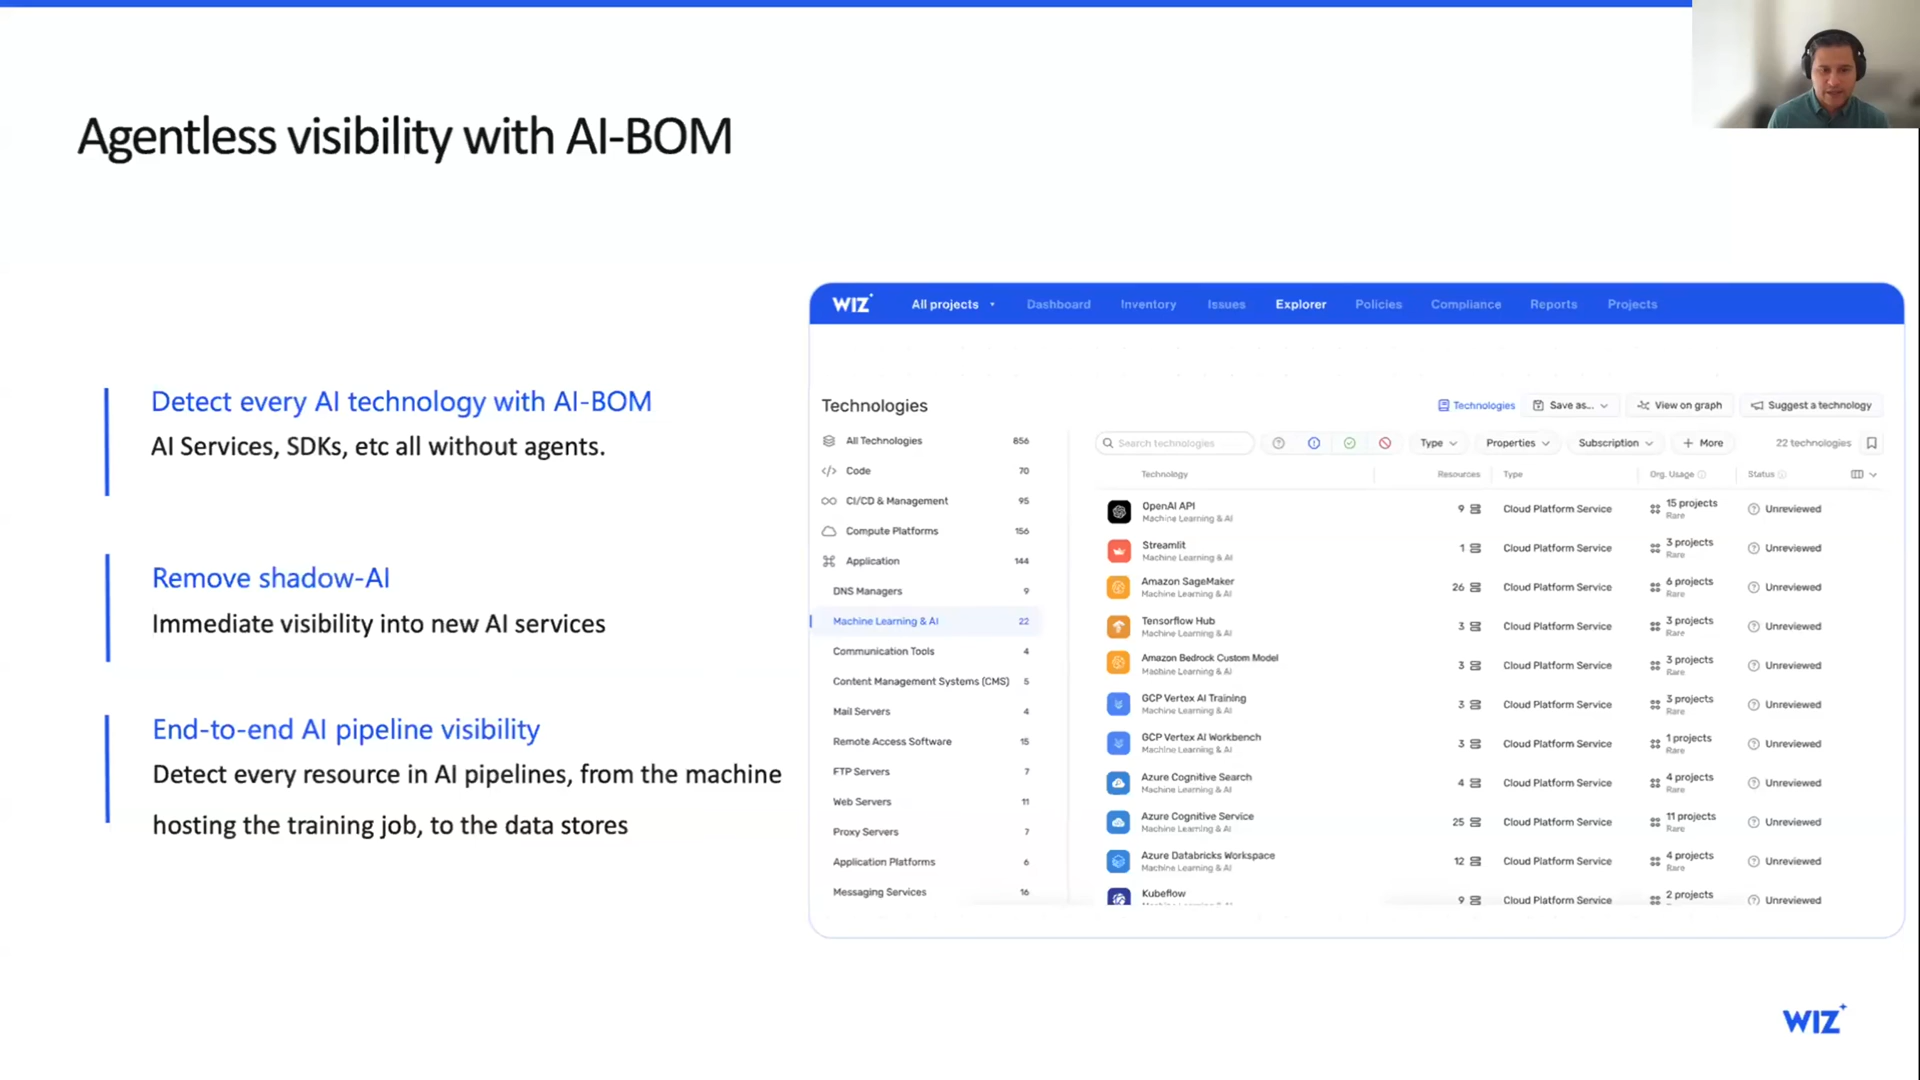 Agentless visibility with AI-BOM
Detect every AI technology with AI-BOM
AI Services, SDKs, etc all without agents.
Remove shadow-AI
Immediate visibility into new AI services
End-to-end AI pipeline visibility
Detect every resource in AI pipelines, from the machine
hosting the training job, to the data stores
WIZ All projects Dashboard Inventory Issues Explorer Policies Compliance Reports Projects
Technologies
Technologies Save as... View on graph Suggest a technology
All Technologies 856
Code 70
CI/CD & Management 95
Compute Platforms 156
Application 144
DNS Managers 9
Machine Learning & AI 22
Communication Tools 4
Content Management Systems (CMS) 5
Mail Servers 4
Remote Access Software 15
FTP Servers 7
Web Servers 11
Proxy Servers 7
Application Platforms 6
Messaging Services 16
Search technologies Type Properties Subscription + More 22 technologies
Technology Resources Type Org. Usage Status
OpenAI API 9 Cloud Platform Service 15 projects Unreviewed
Machine Learning & AI Rare
Streamlit 1 Cloud Platform Service 3 projects Unreviewed
Machine Learning & AI Rare
Amazon SageMaker 26 Cloud Platform Service 6 projects Unreviewed
Machine Learning & AI Rare
Tensorflow Hub 3 Cloud Platform Service 3 projects Unreviewed
Machine Learning & AI Rare
Amazon Bedrock Custom Model 3 Cloud Platform Service 3 projects Unreviewed
Machine Learning & AI Rare
GCP Vertex AI Training 3 Cloud Platform Service 3 projects Unreviewed
Machine Learning & AI Rare
GCP Vertex AI Workbench 3 Cloud Platform Service 1 projects Unreviewed
Machine Learning & AI Rare
Azure Cognitive Search 4 Cloud Platform Service 4 projects Unreviewed
Machine Learning & AI Rare
Azure Cognitive Service 25 Cloud Platform Service 11 projects Unreviewed
Machine Learning & AI Rare
Azure Databricks Workspace 12 Cloud Platform Service 4 projects Unreviewed
Machine Learning & AI Rare
Kubeflow 9 Cloud Platform Service 2 projects Unreviewed
WIZ